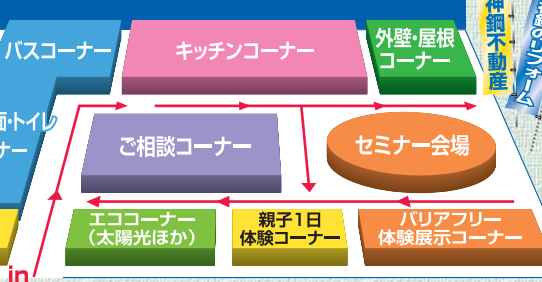 バスコーナー
キッチンコーナー
外壁・屋根
コーナー
神鋼不動産
のリフォーム
面・トイレ
ナー
ご相談コーナー
セミナー会場
エココーナー
(太陽光ほか)
親子1日
体験コーナー
バリアフリー
体験展示コーナー
in